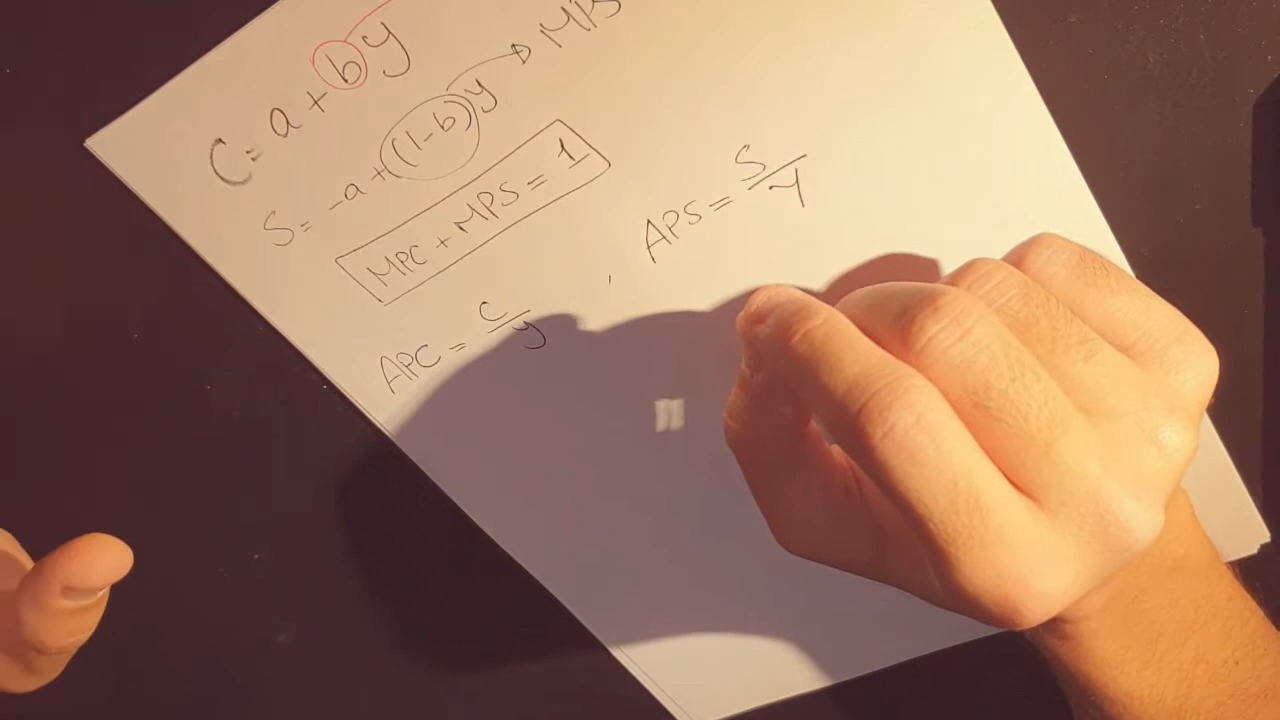 C = a + by
S = -a + (1-b)y → MPS
MPC + MPS = 1
APC = C/y , APS = S/Y